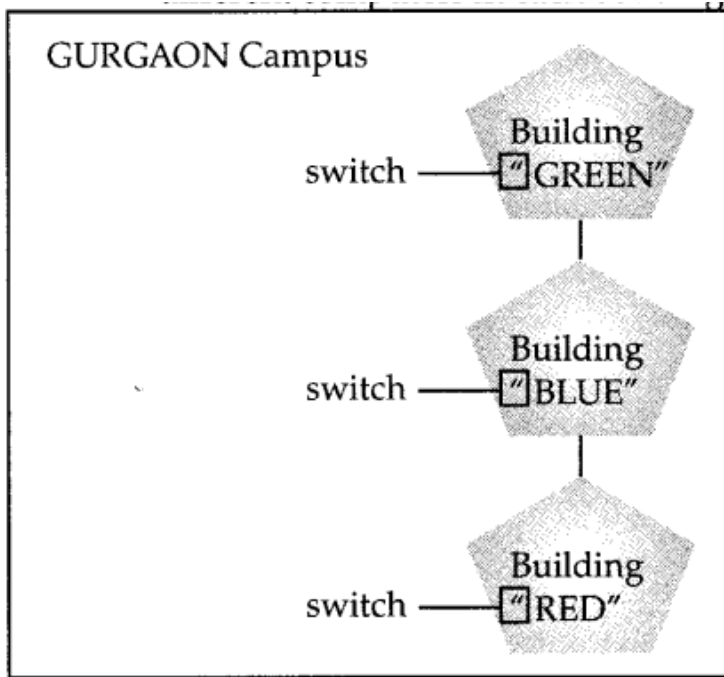 GURGAON Campus
Building
switch
"GREEN"
Building
switch
"BLUE"
Building
switch
"RED"